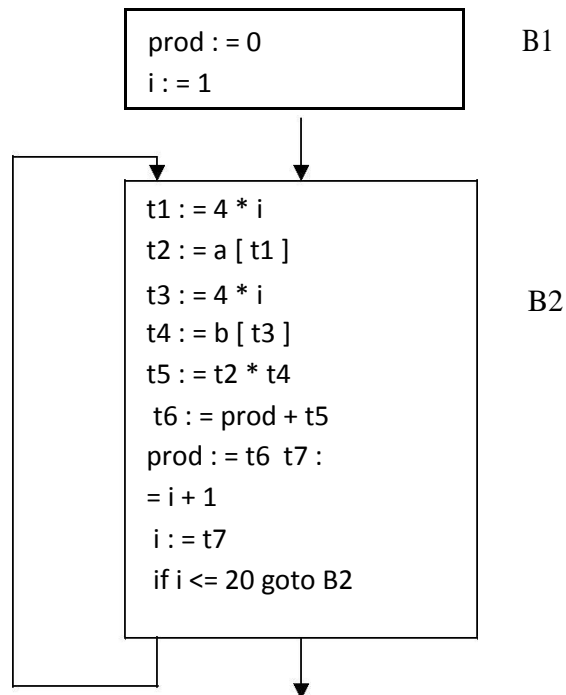 prod : = 0
i : = 1
B1
t1 : = 4 * i
t2 : = a [ t1 ]
t3 : = 4 * i
t4 : = b [ t3 ]
t5 : = t2 * t4
t6 : = prod + t5
prod : = t6 t7 :
= i + 1
i : = t7
if i <= 20 goto B2
B2